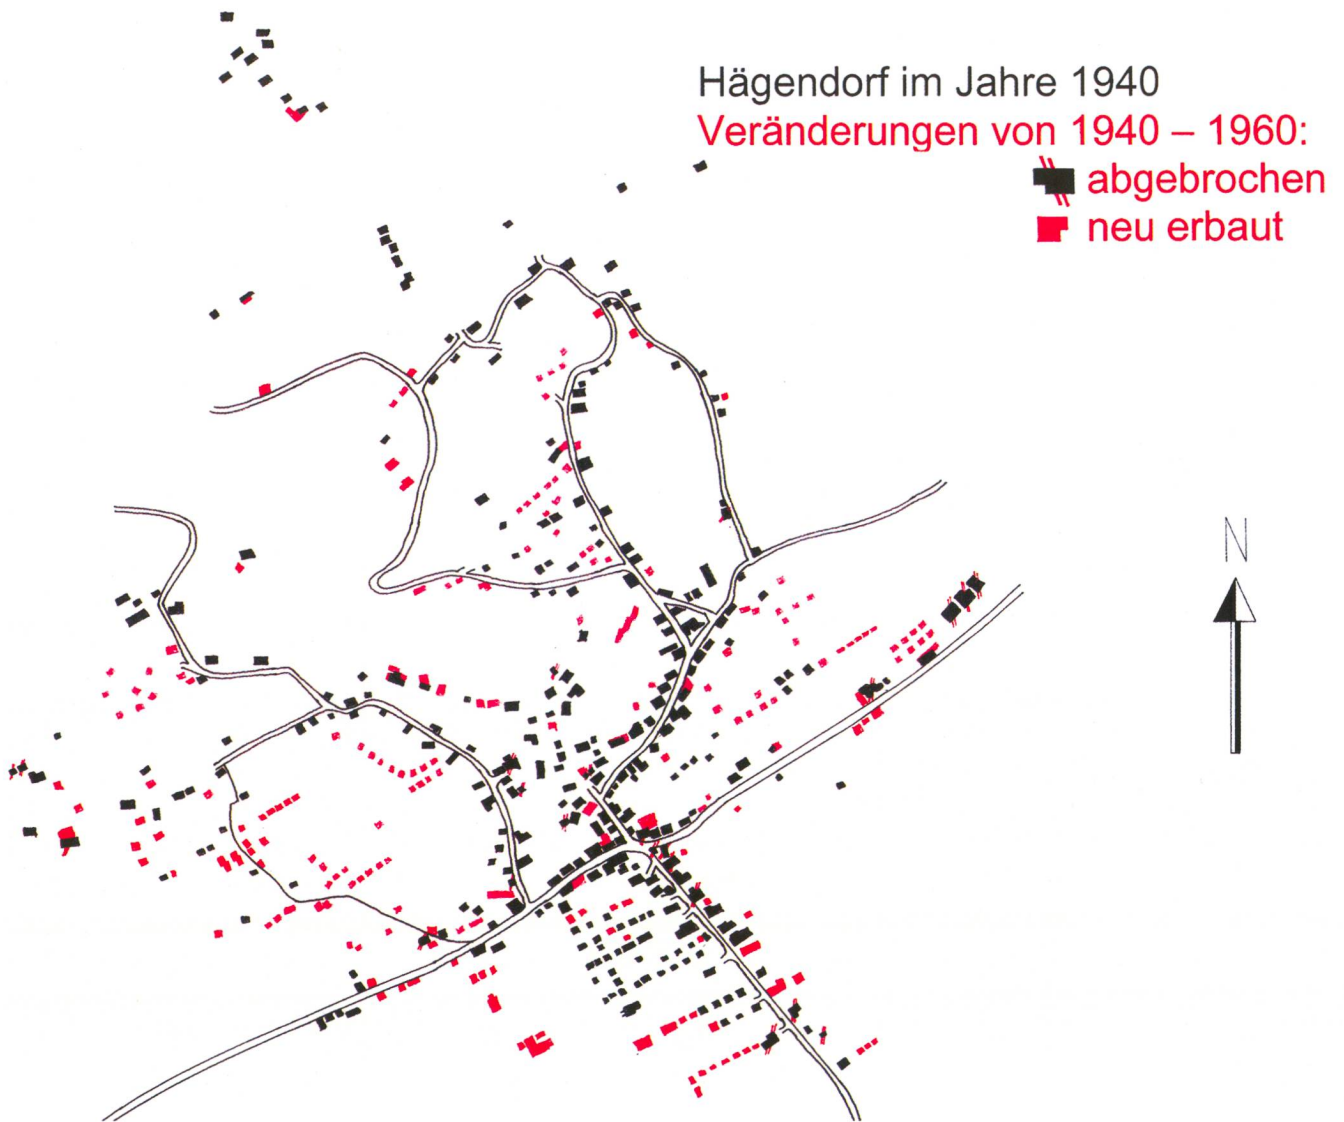 Hägendorf im Jahre 1940
Veränderungen von 1940 – 1960:
abgebrochen
neu erbaut
N